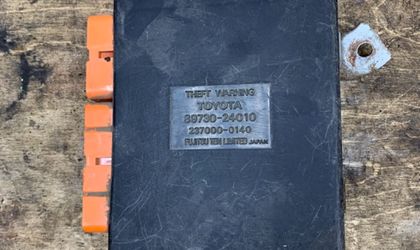 THEFT WARNING
TOYOTA
89730-24010
237000-0140
FUJITSU TEN LIMITED JAPAN